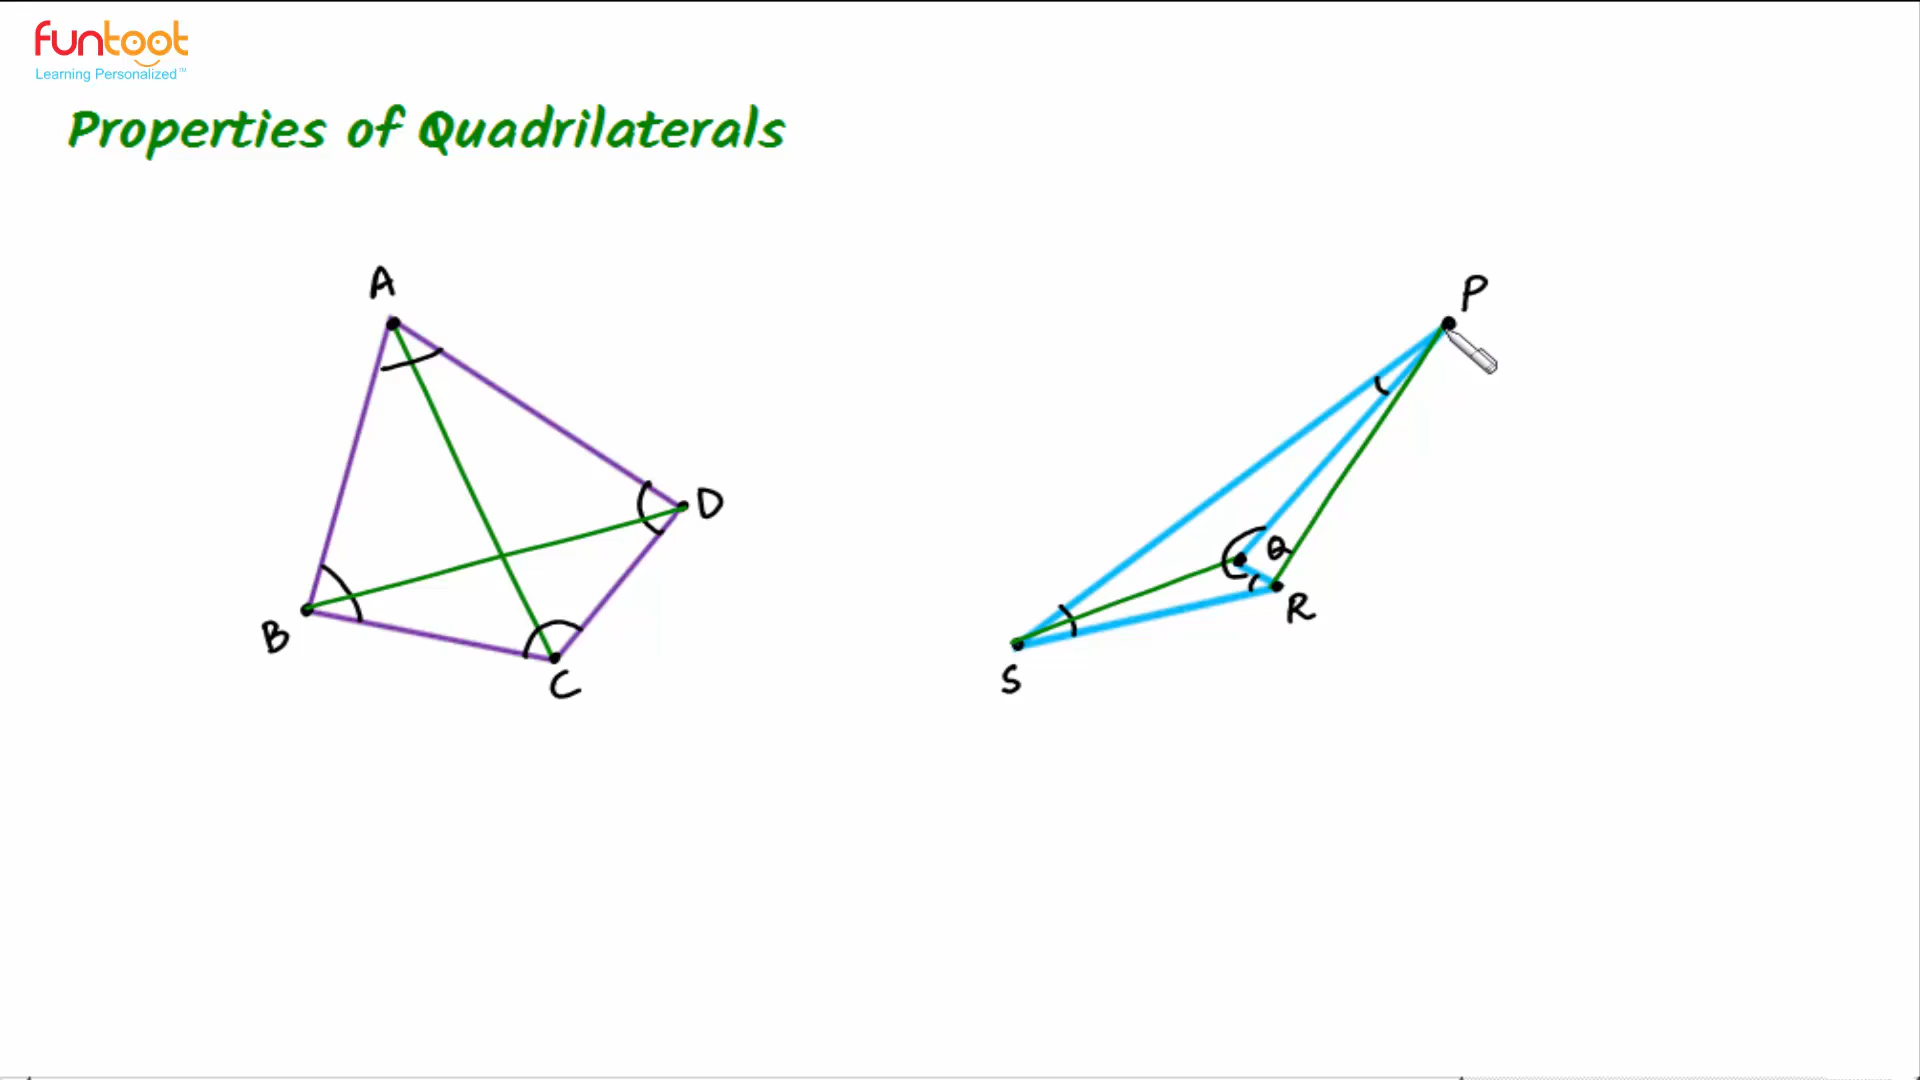 funtoot
Learning Personalized™
Properties of Quadrilaterals
A
P
D
Q
B
R
C
S